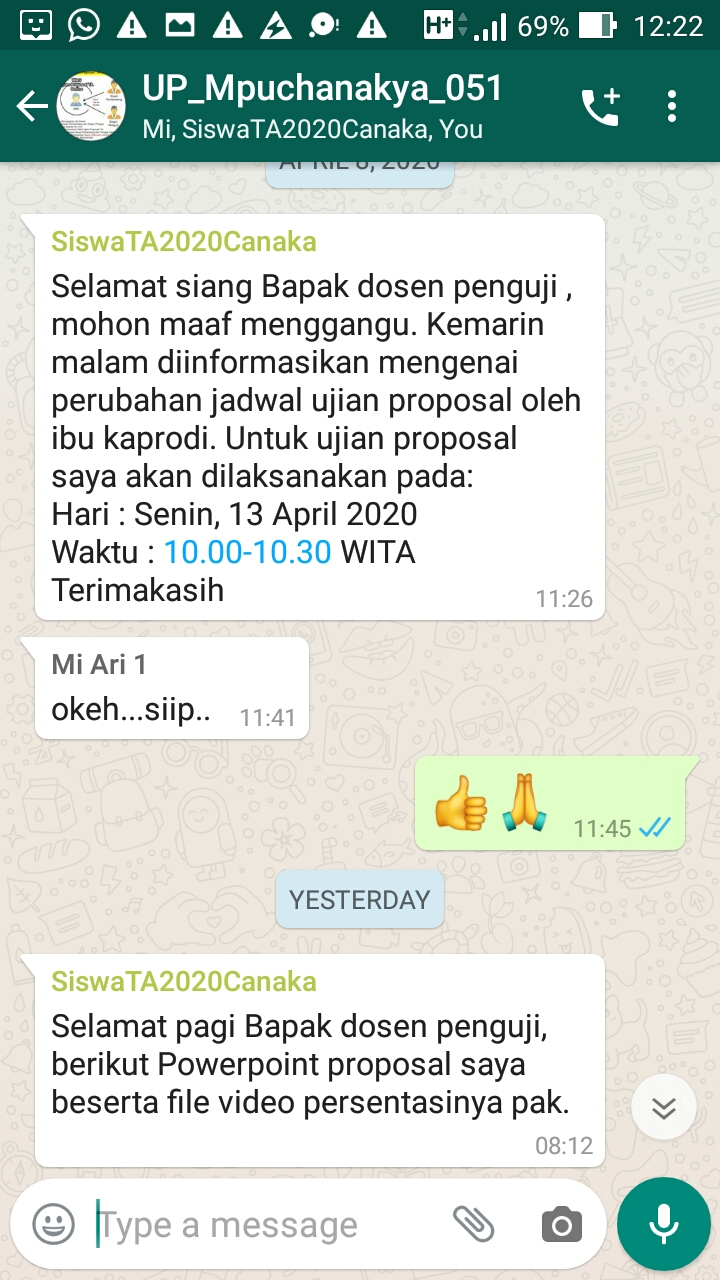 H+ 69% 12:22
UP_Mpuchanakya_051
Mi, SiswaTA2020Canaka, You
APRIL 8, 2020
SiswaTA2020Canaka
Selamat siang Bapak dosen penguji ,
mohon maaf menggangu. Kemarin
malam diinformasikan mengenai
perubahan jadwal ujian proposal oleh
ibu kaprodi. Untuk ujian proposal
saya akan dilaksanakan pada:
Hari : Senin, 13 April 2020
Waktu : 10.00-10.30 WITA
Terimakasih
11:26
Mi Ari 1
okeh...siip..
11:41
11:45
YESTERDAY
SiswaTA2020Canaka
Selamat pagi Bapak dosen penguji,
berikut Powerpoint proposal saya
beserta file video persentasinya pak.
08:12
Type a message